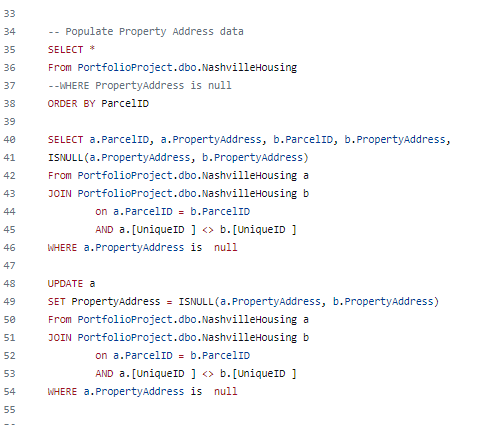 33
34 -- Populate Property Address data
35 SELECT *
36 From PortfolioProject.dbo.NashvilleHousing
37 --WHERE PropertyAddress is null
38 ORDER BY ParcelID
39
40 SELECT a.ParcelID, a.PropertyAddress, b.ParcelID, b.PropertyAddress,
41 ISNULL(a.PropertyAddress, b.PropertyAddress)
42 From PortfolioProject.dbo.NashvilleHousing a
43 JOIN PortfolioProject.dbo.NashvilleHousing b
44 on a.ParcelID = b.ParcelID
45 AND a.[UniqueID ] <> b.[UniqueID ]
46 WHERE a.PropertyAddress is  null
47
48 UPDATE a
49 SET PropertyAddress = ISNULL(a.PropertyAddress, b.PropertyAddress)
50 From PortfolioProject.dbo.NashvilleHousing a
51 JOIN PortfolioProject.dbo.NashvilleHousing b
52 on a.ParcelID = b.ParcelID
53 AND a.[UniqueID ] <> b.[UniqueID ]
54 WHERE a.PropertyAddress is  null
55